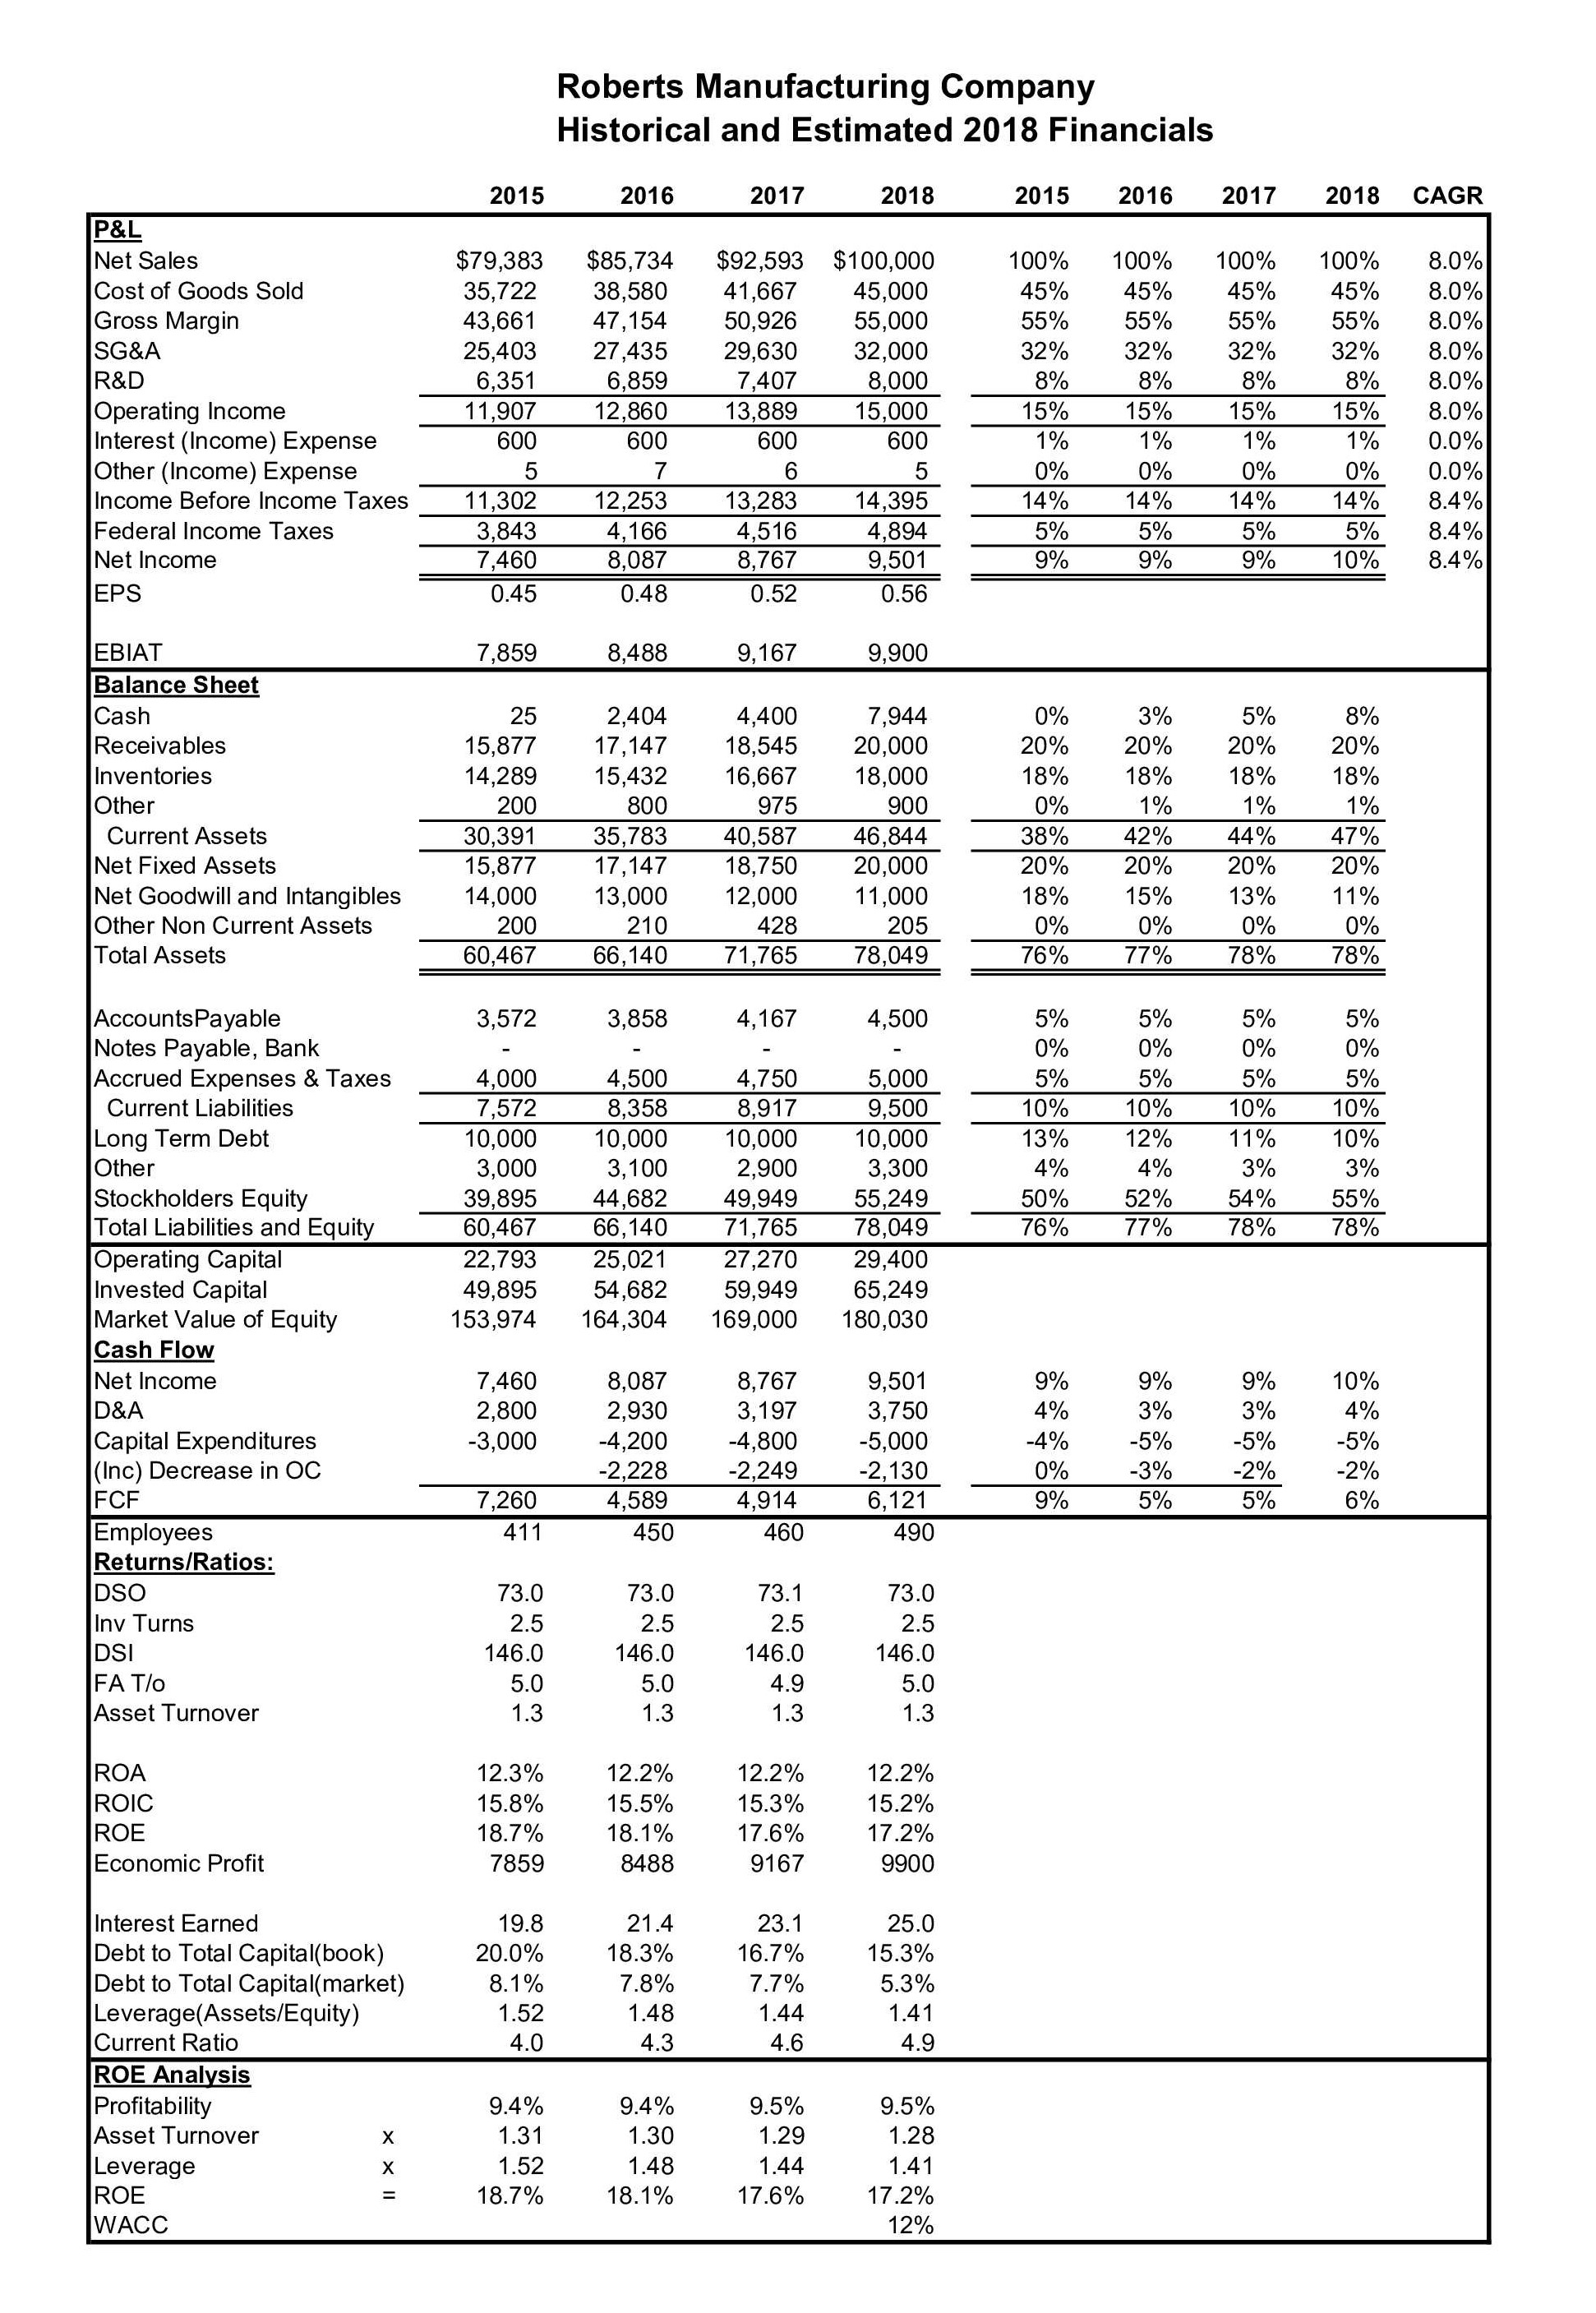 Roberts Manufacturing Company
Historical and Estimated 2018 Financials
2015 2016 2017 2018 2015 2016 2017 2018 CAGR
P&L
Net Sales $79,383 $85,734 $92,593 $100,000 100% 100% 100% 100% 8.0%
Cost of Goods Sold 35,722 38,580 41,667 45,000 45% 45% 45% 45% 8.0%
Gross Margin 43,661 47,154 50,926 55,000 55% 55% 55% 55% 8.0%
SG&A 25,403 27,435 29,630 32,000 32% 32% 32% 32% 8.0%
R&D 6,351 6,859 7,407 8,000 8% 8% 8% 8% 8.0%
Operating Income 11,907 12,860 13,889 15,000 15% 15% 15% 15% 8.0%
Interest (Income) Expense 600 600 600 600 1% 1% 1% 1% 0.0%
Other (Income) Expense 5 7 6 5 0% 0% 0% 0% 0.0%
Income Before Income Taxes 11,302 12,253 13,283 14,395 14% 14% 14% 14% 8.4%
Federal Income Taxes 3,843 4,166 4,516 4,894 5% 5% 5% 5% 8.4%
Net Income 7,460 8,087 8,767 9,501 9% 9% 9% 10% 8.4%
EPS 0.45 0.48 0.52 0.56
EBIAT 7,859 8,488 9,167 9,900
Balance Sheet
Cash 25 2,404 4,400 7,944 0% 3% 5% 8%
Receivables 15,877 17,147 18,545 20,000 20% 20% 20% 20%
Inventories 14,289 15,432 16,667 18,000 18% 18% 18% 18%
Other 200 800 975 900 0% 1% 1% 1%
Current Assets 30,391 35,783 40,587 46,844 38% 42% 44% 47%
Net Fixed Assets 15,877 17,147 18,750 20,000 20% 20% 20% 20%
Net Goodwill and Intangibles 14,000 13,000 12,000 11,000 18% 15% 13% 11%
Other Non Current Assets 200 210 428 205 0% 0% 0% 0%
Total Assets 60,467 66,140 71,765 78,049 76% 77% 78% 78%
AccountsPayable 3,572 3,858 4,167 4,500 5% 5% 5% 5%
Notes Payable, Bank - - - - 0% 0% 0% 0%
Accrued Expenses & Taxes 4,000 4,500 4,750 5,000 5% 5% 5% 5%
Current Liabilities 7,572 8,358 8,917 9,500 10% 10% 10% 10%
Long Term Debt 10,000 10,000 10,000 10,000 13% 12% 11% 10%
Other 3,000 3,100 2,900 3,300 4% 4% 3% 3%
Stockholders Equity 39,895 44,682 49,949 55,249 50% 52% 54% 55%
Total Liabilities and Equity 60,467 66,140 71,765 78,049 76% 77% 78% 78%
Operating Capital 22,793 25,021 27,270 29,400
Invested Capital 49,895 54,682 59,949 65,249
Market Value of Equity 153,974 164,304 169,000 180,030
Cash Flow
Net Income 7,460 8,087 8,767 9,501 9% 9% 9% 10%
D&A 2,800 2,930 3,197 3,750 4% 3% 3% 4%
Capital Expenditures -3,000 -4,200 -4,800 -5,000 -4% -5% -5% -5%
(Inc) Decrease in OC -2,228 -2,249 -2,130 0% -3% -2% -2%
FCF 7,260 4,589 4,914 6,121 9% 5% 5% 6%
Employees 411 450 460 490
Returns/Ratios:
DSO 73.0 73.0 73.1 73.0
Inv Turns 2.5 2.5 2.5 2.5
DSI 146.0 146.0 146.0 146.0
FA T/o 5.0 5.0 4.9 5.0
Asset Turnover 1.3 1.3 1.3 1.3
ROA 12.3% 12.2% 12.2% 12.2%
ROIC 15.8% 15.5% 15.3% 15.2%
ROE 18.7% 18.1% 17.6% 17.2%
Economic Profit 7859 8488 9167 9900
Interest Earned 19.8 21.4 23.1 25.0
Debt to Total Capital(book) 20.0% 18.3% 16.7% 15.3%
Debt to Total Capital(market) 8.1% 7.8% 7.7% 5.3%
Leverage(Assets/Equity) 1.52 1.48 1.44 1.41
Current Ratio 4.0 4.3 4.6 4.9
ROE Analysis
Profitability 9.4% 9.4% 9.5% 9.5%
Asset Turnover x 1.31 1.30 1.29 1.28
Leverage x 1.52 1.48 1.44 1.41
ROE = 18.7% 18.1% 17.6% 17.2%
WACC 12%